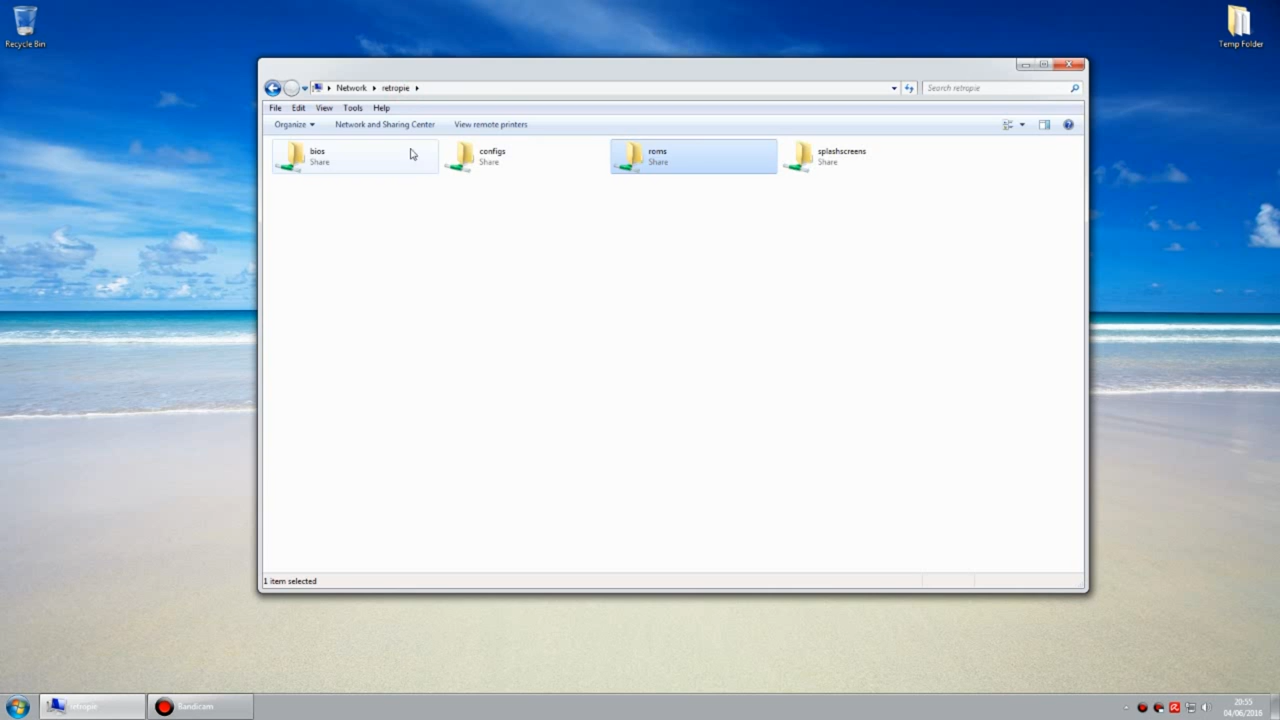 Recycle Bin
Temp Folder
Network retropie
Search retropie
File Edit View Tools Help
Organize Network and Sharing Center View remote printers
bios
Share
configs
Share
roms
Share
splashscreens
Share
1 item selected
retropie
Bandicam
20:55
04/06/2016